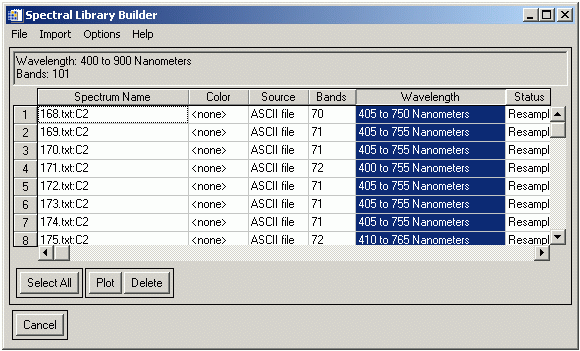 Spectral Library Builder
File Import Options Help
Wavelength: 400 to 900 Nanometers
Bands: 101
Spectrum Name Color Source Bands Wavelength Status
1 168.txt:C2 <none> ASCII file 70 405 to 750 Nanometers Resampl
2 169.txt:C2 <none> ASCII file 71 405 to 755 Nanometers Resampl
3 170.txt:C2 <none> ASCII file 71 405 to 755 Nanometers Resampl
4 171.txt:C2 <none> ASCII file 72 400 to 755 Nanometers Resampl
5 172.txt:C2 <none> ASCII file 71 405 to 755 Nanometers Resampl
6 173.txt:C2 <none> ASCII file 71 405 to 755 Nanometers Resampl
7 174.txt:C2 <none> ASCII file 71 405 to 755 Nanometers Resampl
8 175.txt:C2 <none> ASCII file 72 410 to 765 Nanometers Resampl
Select All Plot Delete
Cancel